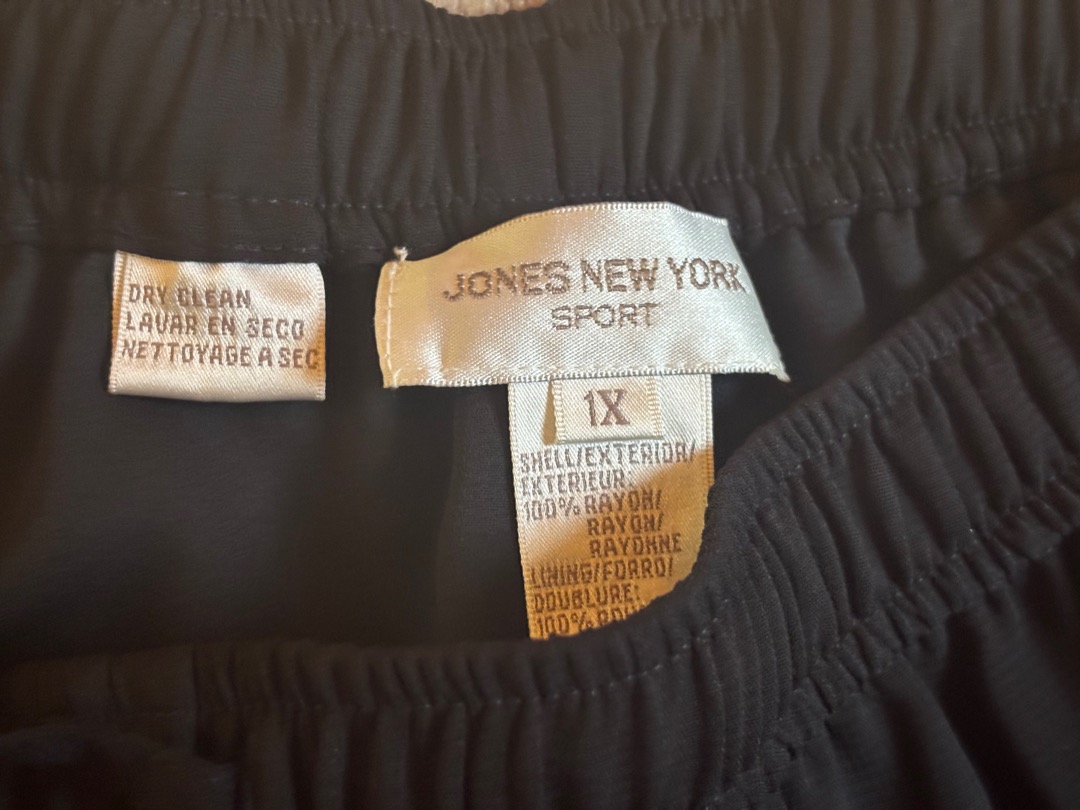 DRY CLEAN
LAVAR EN SECO
NETTOYAGE A SEC
JONES NEW YORK
SPORT
1X
SHELL/EXTERIOR/
EXTERIEUR
100% RAYON/
RAYON/
RAYONNE
LINING/FORRO/
DOUBLURE:
100%